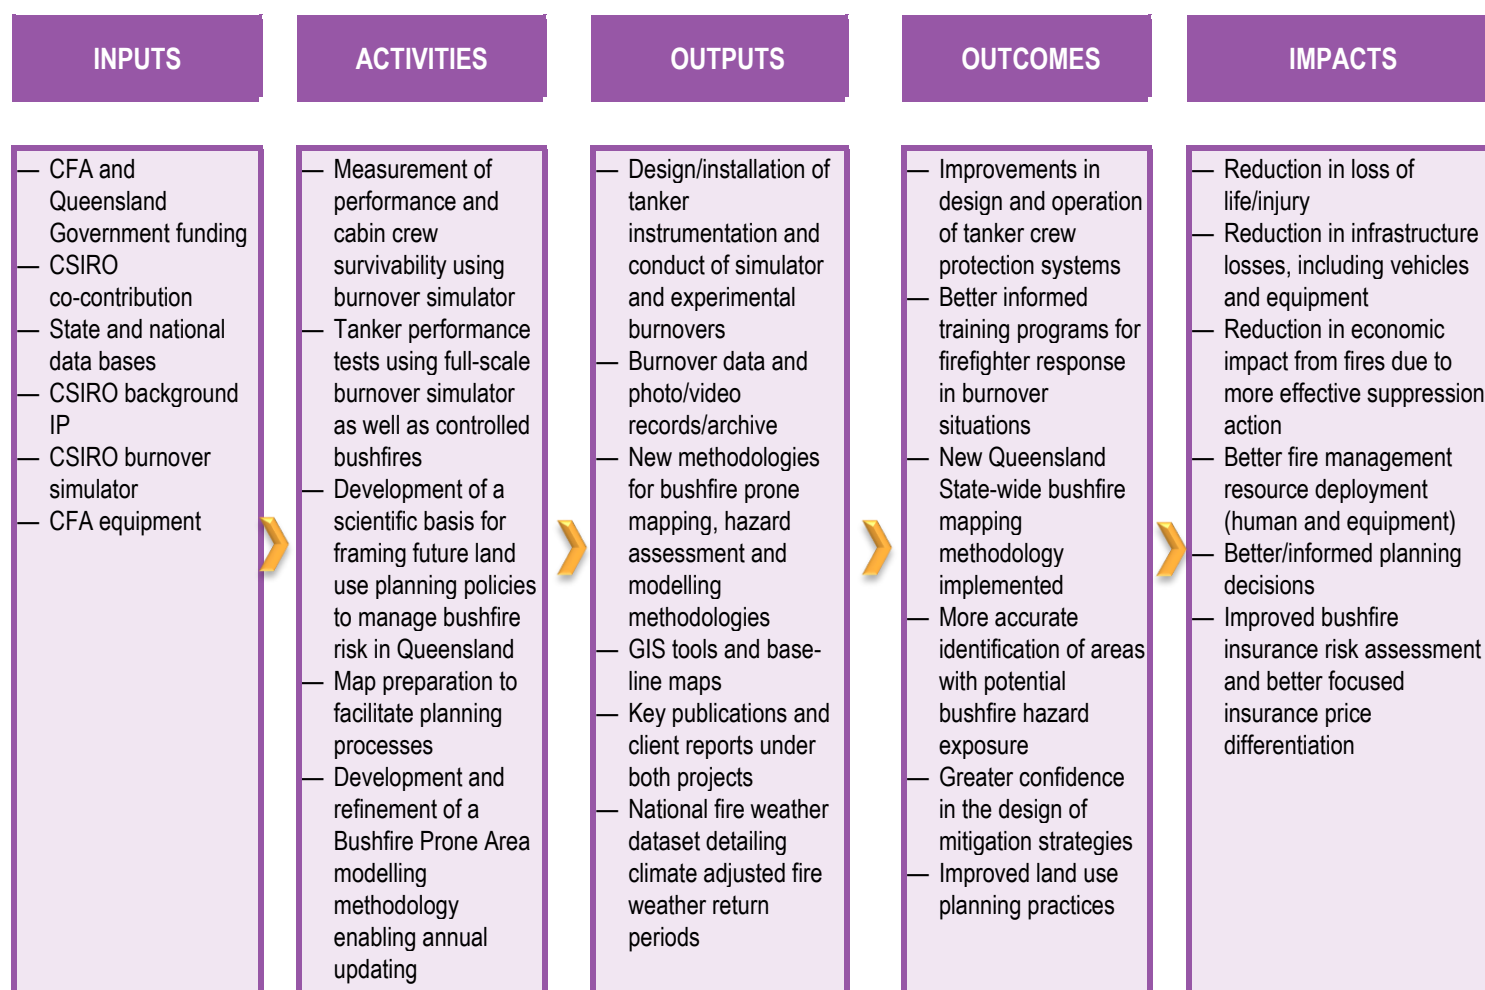 INPUTS
ACTIVITIES
OUTPUTS
OUTCOMES
IMPACTS
— CFA and
Queensland
Government funding
— CSIRO
co-contribution
— State and national
data bases
— CSIRO background
IP
— CSIRO burnover
simulator
— CFA equipment
— Measurement of
performance and
cabin crew
survivability using
burnover simulator
— Tanker performance
tests using full-scale
burnover simulator
as well as controlled
bushfires
— Development of a
scientific basis for
framing future land
use planning policies
to manage bushfire
risk in Queensland
— Map preparation to
facilitate planning
processes
— Development and
refinement of a
Bushfire Prone Area
modelling
methodology
enabling annual
updating
— Design/installation of
tanker
instrumentation and
conduct of simulator
and experimental
burnovers
— Burnover data and
photo/video
records/archive
— New methodologies
for bushfire prone
mapping, hazard
assessment and
modelling
methodologies
— GIS tools and base-
line maps
— Key publications and
client reports under
both projects
— National fire weather
dataset detailing
climate adjusted fire
weather return
periods
— Improvements in
design and operation
of tanker crew
protection systems
— Better informed
training programs for
firefighter response
in burnover
situations
— New Queensland
State-wide bushfire
mapping
methodology
implemented
— More accurate
identification of areas
with potential
bushfire hazard
exposure
— Greater confidence
in the design of
mitigation strategies
— Improved land use
planning practices
— Reduction in loss of
life/injury
— Reduction in infrastructure
losses, including vehicles
and equipment
— Reduction in economic
impact from fires due to
more effective suppression
action
— Better fire management
resource deployment
(human and equipment)
— Better/informed planning
decisions
— Improved bushfire
insurance risk assessment
and better focused
insurance price
differentiation